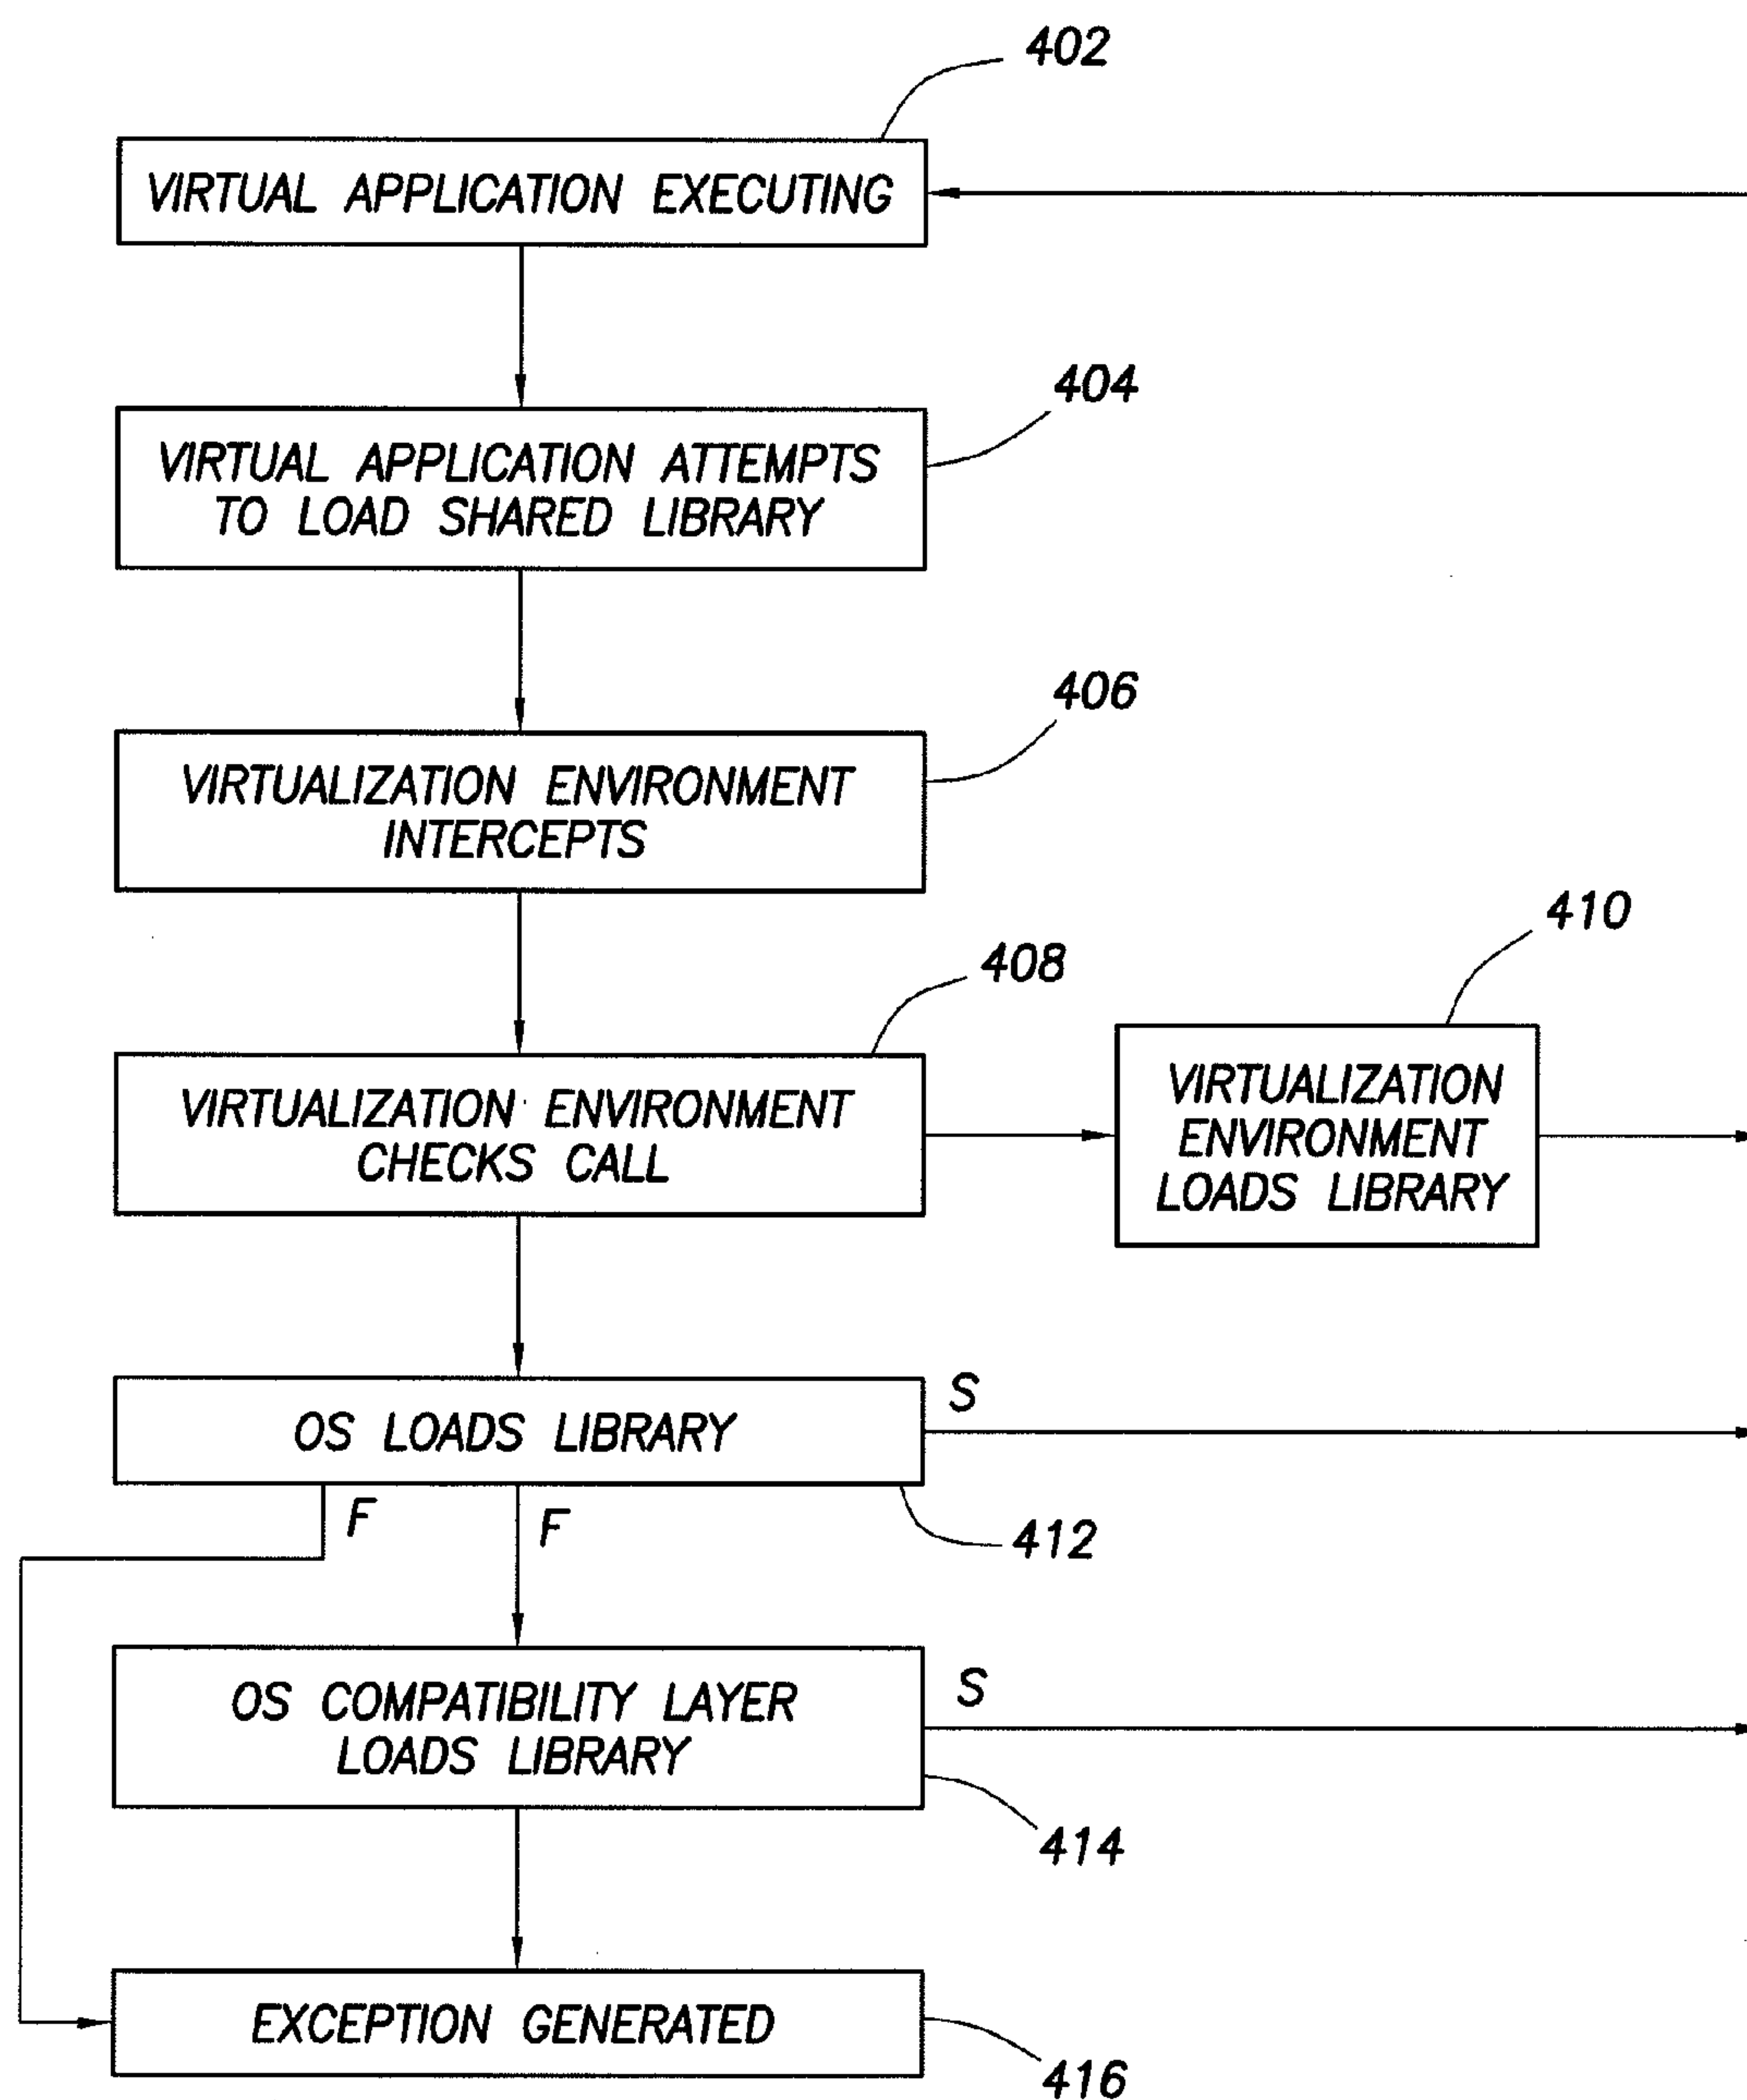 402
VIRTUAL APPLICATION EXECUTING
404
VIRTUAL APPLICATION ATTEMPTS
TO LOAD SHARED LIBRARY
406
VIRTUALIZATION ENVIRONMENT
INTERCEPTS
408
VIRTUALIZATION ENVIRONMENT
CHECKS CALL
410
VIRTUALIZATION
ENVIRONMENT
LOADS LIBRARY
OS LOADS LIBRARY
S
F
F
412
OS COMPATIBILITY LAYER
LOADS LIBRARY
S
414
EXCEPTION GENERATED
416